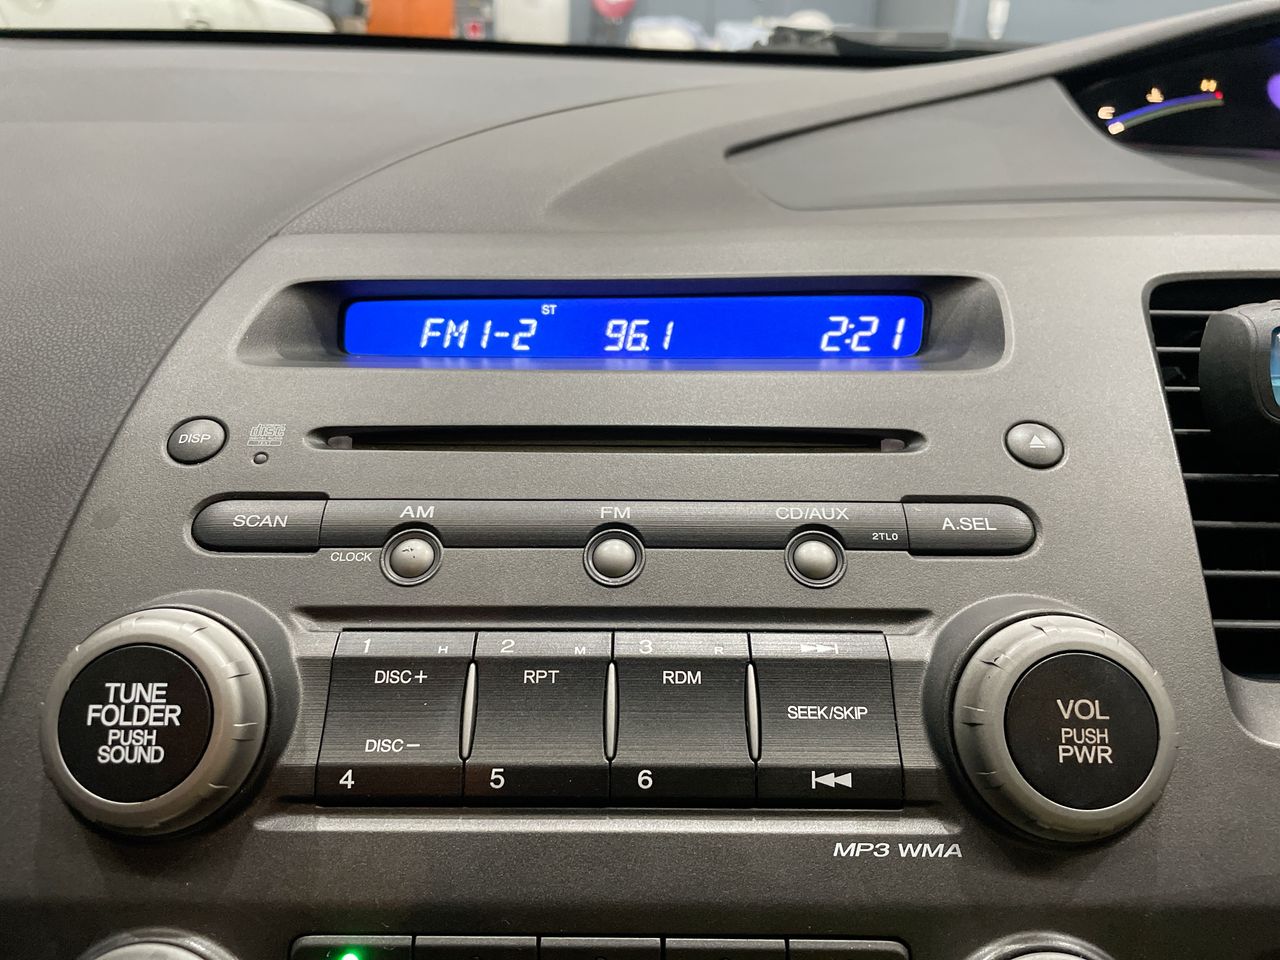 FM1-2 ST 96.1 2:21
DISP disc
SCAN AM FM CD/AUX A.SEL
CLOCK 2TL0
1 H 2 M 3 R
DISC+ RPT RDM
SEEK/SKIP
DISC−
4 5 6
TUNE
FOLDER
PUSH
SOUND
VOL
PUSH
PWR
MP3 WMA